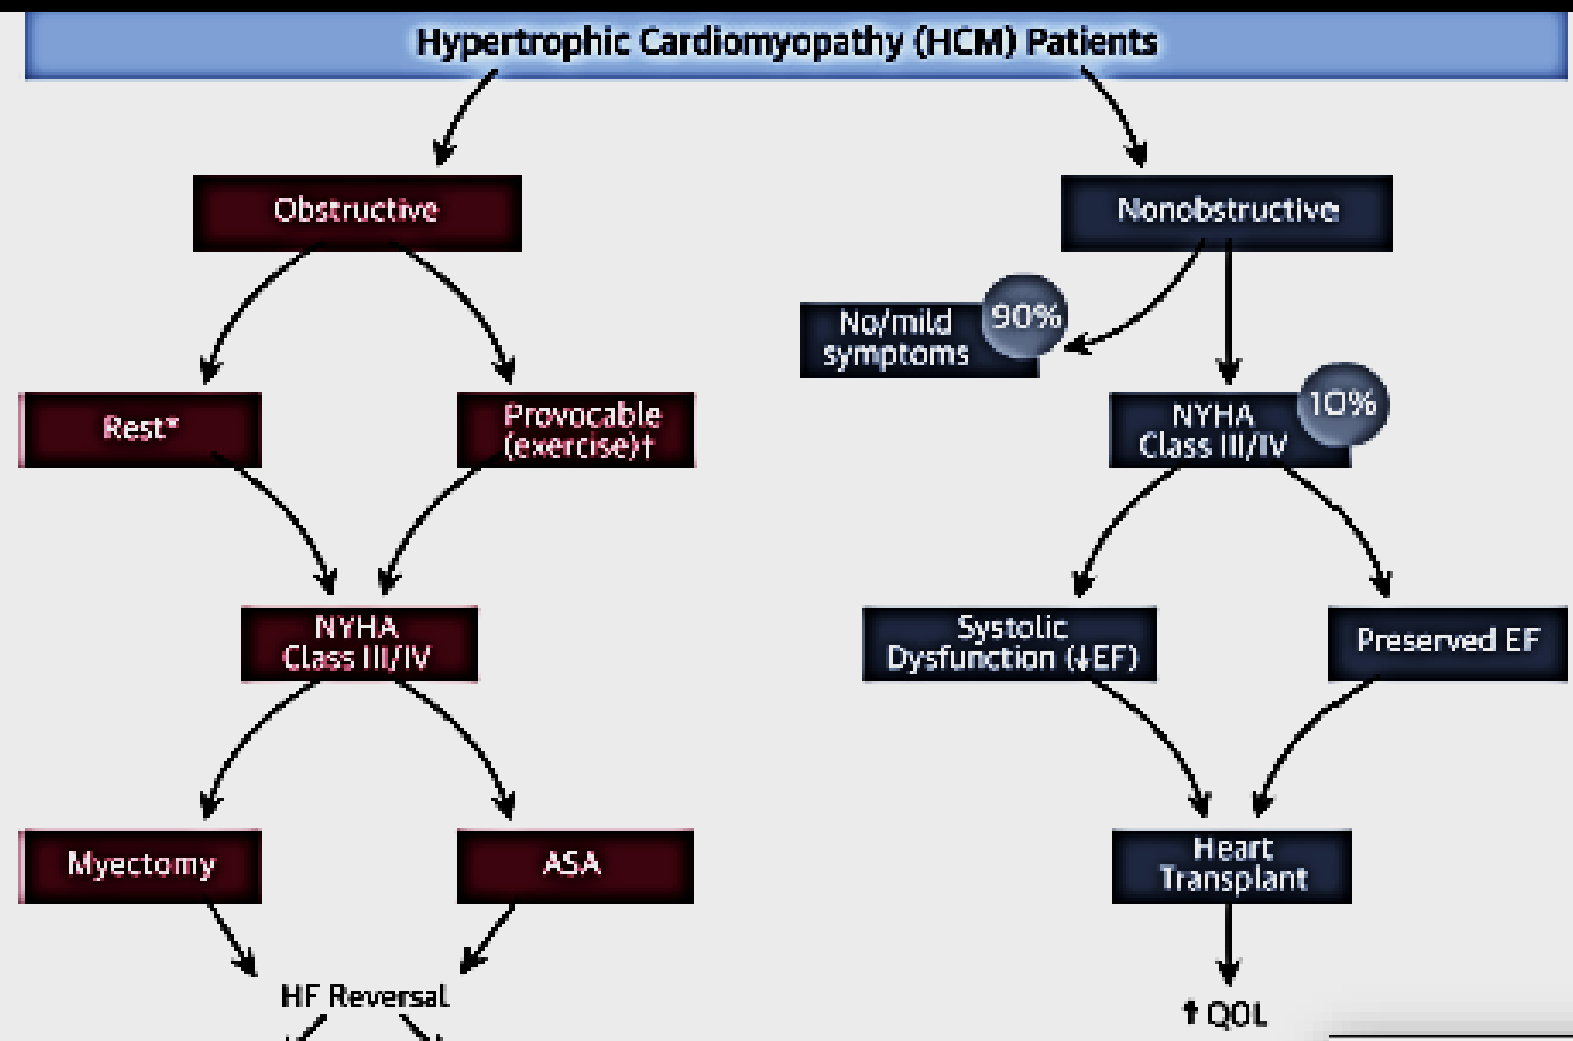 Hypertrophic Cardiomyopathy (HCM) Patients
Obstructive
Nonobstructive
No/mild
symptoms
90%
Rest*
Provocable
(exercise)†
NYHA
Class III/IV
10%
NYHA
Class III/IV
Systolic
Dysfunction (↓EF)
Preserved EF
Myectomy
ASA
Heart
Transplant
HF Reversal
↑ QOL